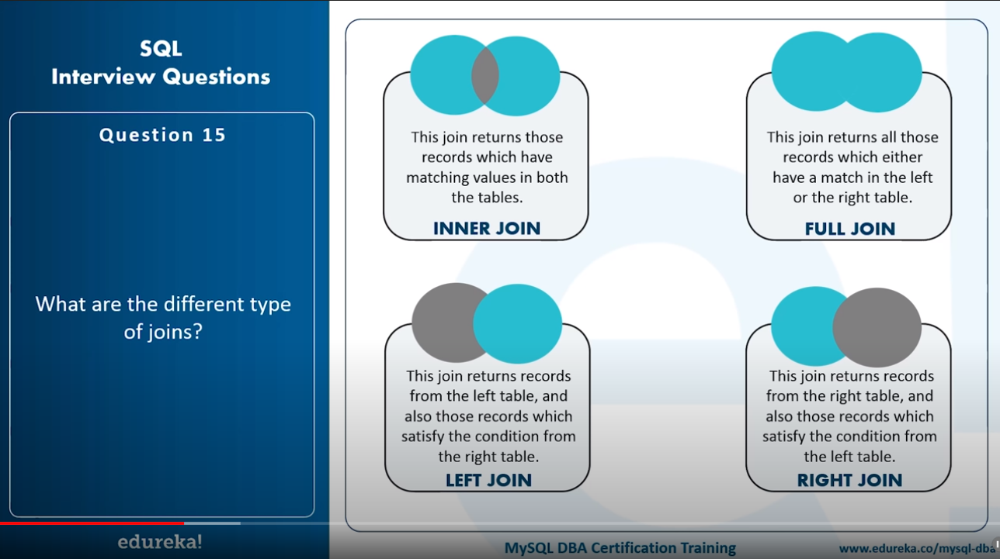 SQL
Interview Questions
Question 15
What are the different type
of joins?
This join returns those
records which have
matching values in both
the tables.
INNER JOIN
This join returns all those
records which either
have a match in the left
or the right table.
FULL JOIN
This join returns records
from the left table, and
also those records which
satisfy the condition from
the right table.
LEFT JOIN
This join returns records
from the right table, and
also those records which
satisfy the condition from
the left table.
RIGHT JOIN
edureka!
MySQL DBA Certification Training
www.edureka.co/mysql-dba